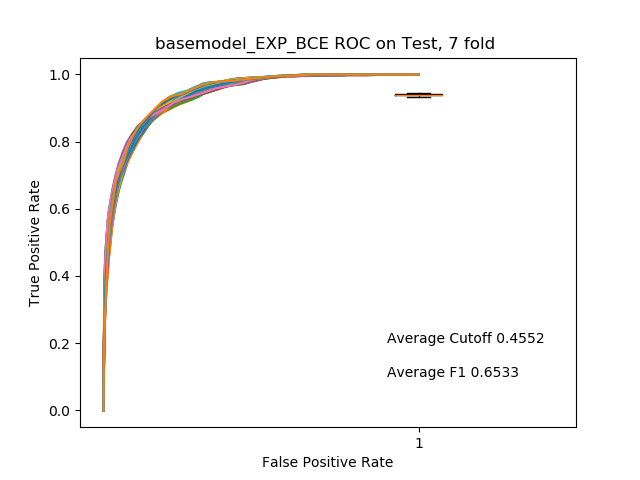 basemodel_EXP_BCE ROC on Test, 7 fold
1.0
0.8
0.6
0.4
0.2
0.0
True Positive Rate
Average Cutoff 0.4552
Average F1 0.6533
1
False Positive Rate